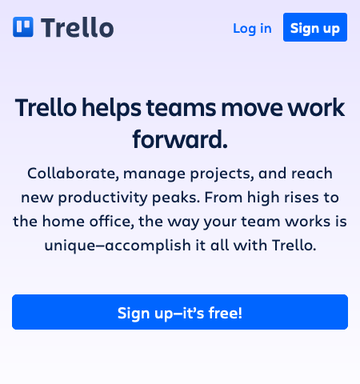 Trello
Log in
Sign up
Trello helps teams move work
forward.
Collaborate, manage projects, and reach
new productivity peaks. From high rises to
the home office, the way your team works is
unique—accomplish it all with Trello.
Sign up—it’s free!